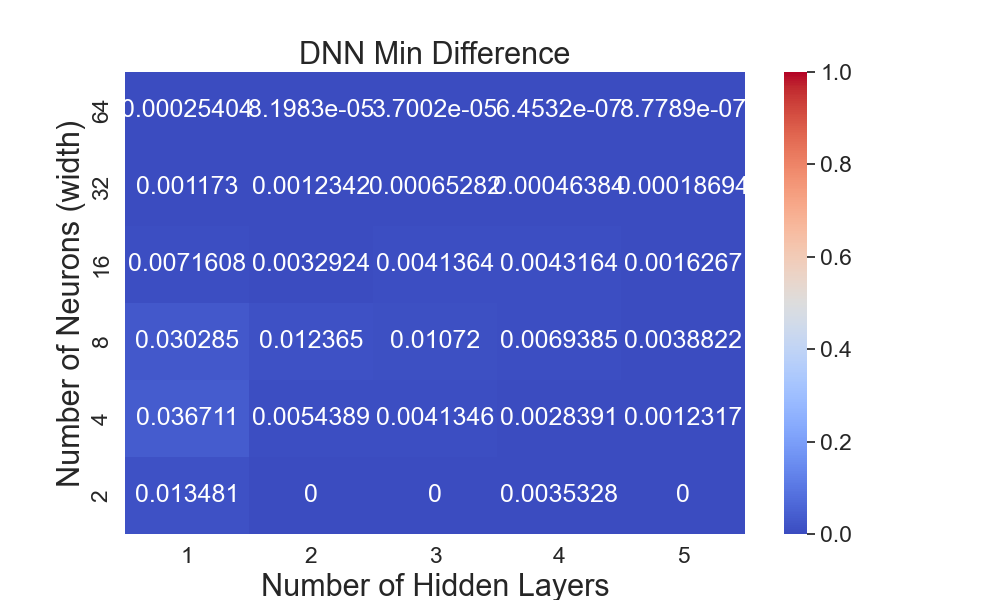 DNN Min Difference
Number of Neurons (width)
64 0.00025404 8.1983e-05 3.7002e-05 6.4532e-07 8.7789e-07
32 0.001173 0.0012342 0.00065282 0.00046384 0.00018694
16 0.0071608 0.0032924 0.0041364 0.0043164 0.0016267
8 0.030285 0.012365 0.01072 0.0069385 0.0038822
4 0.036711 0.0054389 0.0041346 0.0028391 0.0012317
2 0.013481 0 0 0.0035328 0
1 2 3 4 5
Number of Hidden Layers
1.0
0.8
0.6
0.4
0.2
0.0